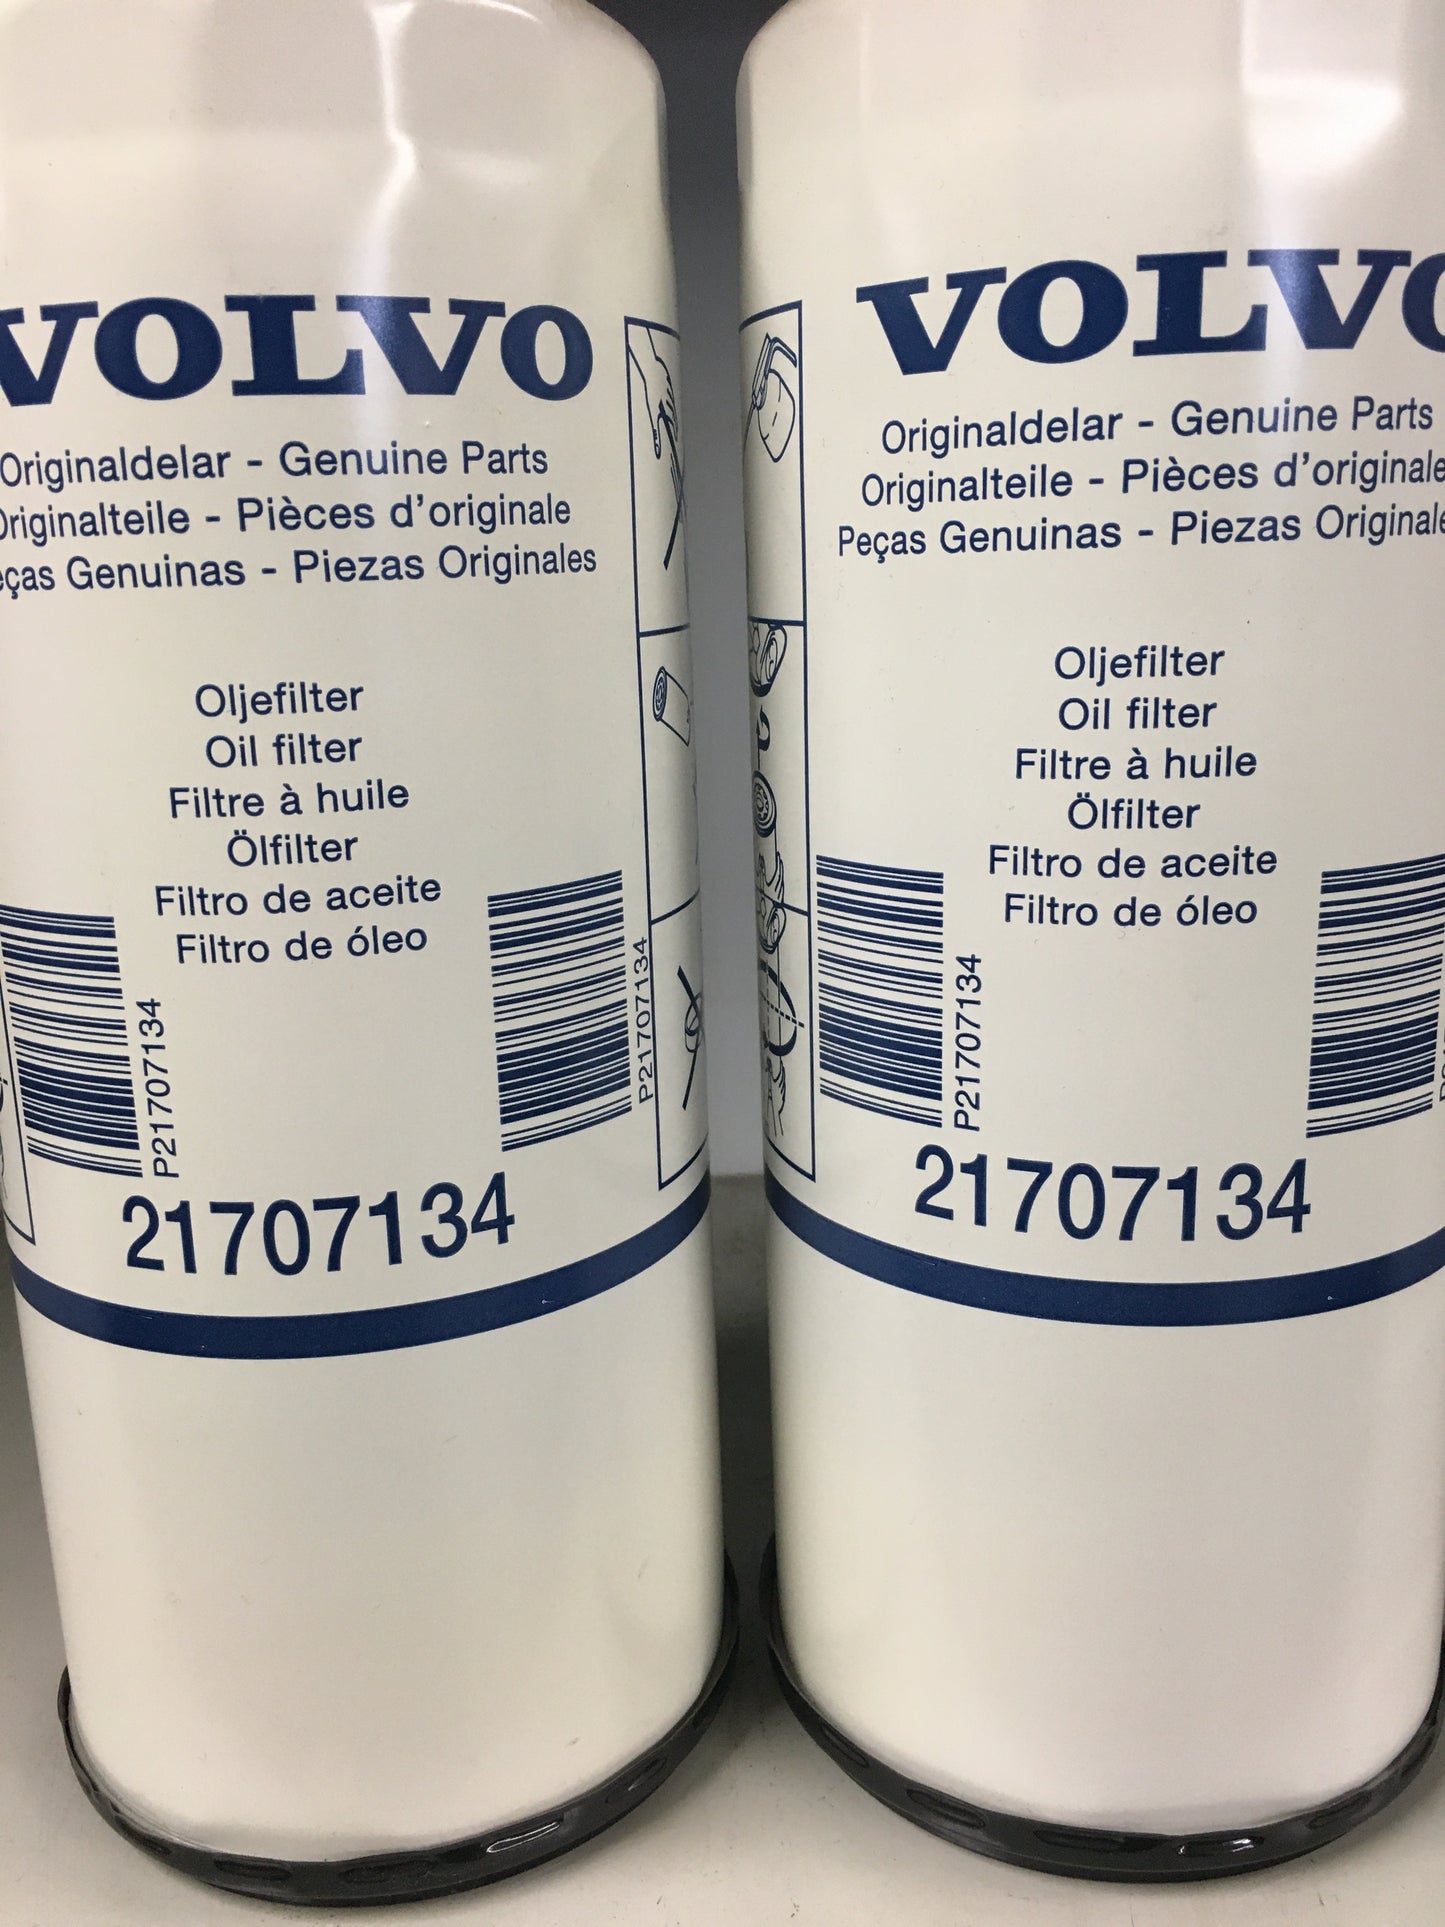 VOLVO
Originaldelar - Genuine Parts
Originalteile - Pièces d'originale
Peças Genuinas - Piezas Originales
Oljefilter
Oil filter
Filtre à huile
Ölfilter
Filtro de aceite
Filtro de óleo
P21707134
P21707134
21707134
VOLVO
Originaldelar - Genuine Parts
Originalteile - Pièces d'originale
Peças Genuinas - Piezas Originales
Oljefilter
Oil filter
Filtre à huile
Ölfilter
Filtro de aceite
Filtro de óleo
P21707134
21707134